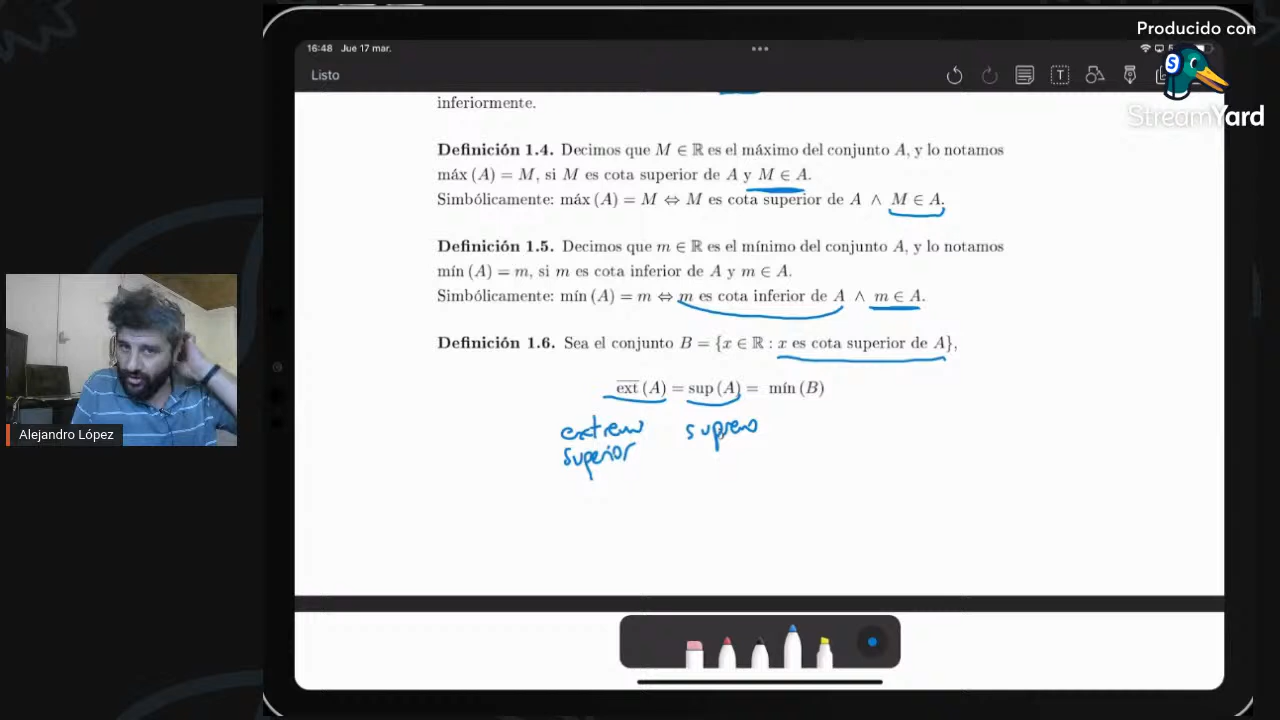 Producido con
StreamYard
16:48 Jue 17 mar.
Listo
T
inferiormente.
Definición 1.4. Decimos que M ∈ ℝ es el máximo del conjunto A, y lo notamos
máx (A) = M, si M es cota superior de A y M ∈ A.
Simbólicamente: máx (A) = M ⇔ M es cota superior de A ∧ M ∈ A.
Definición 1.5. Decimos que m ∈ ℝ es el mínimo del conjunto A, y lo notamos
mín (A) = m, si m es cota inferior de A y m ∈ A.
Simbólicamente: mín (A) = m ⇔ m es cota inferior de A ∧ m ∈ A.
Definición 1.6. Sea el conjunto B = {x ∈ ℝ : x es cota superior de A},
e̅x̅t̅ (A) = sup (A) = mín (B)
extremo supremo
superior
Alejandro López